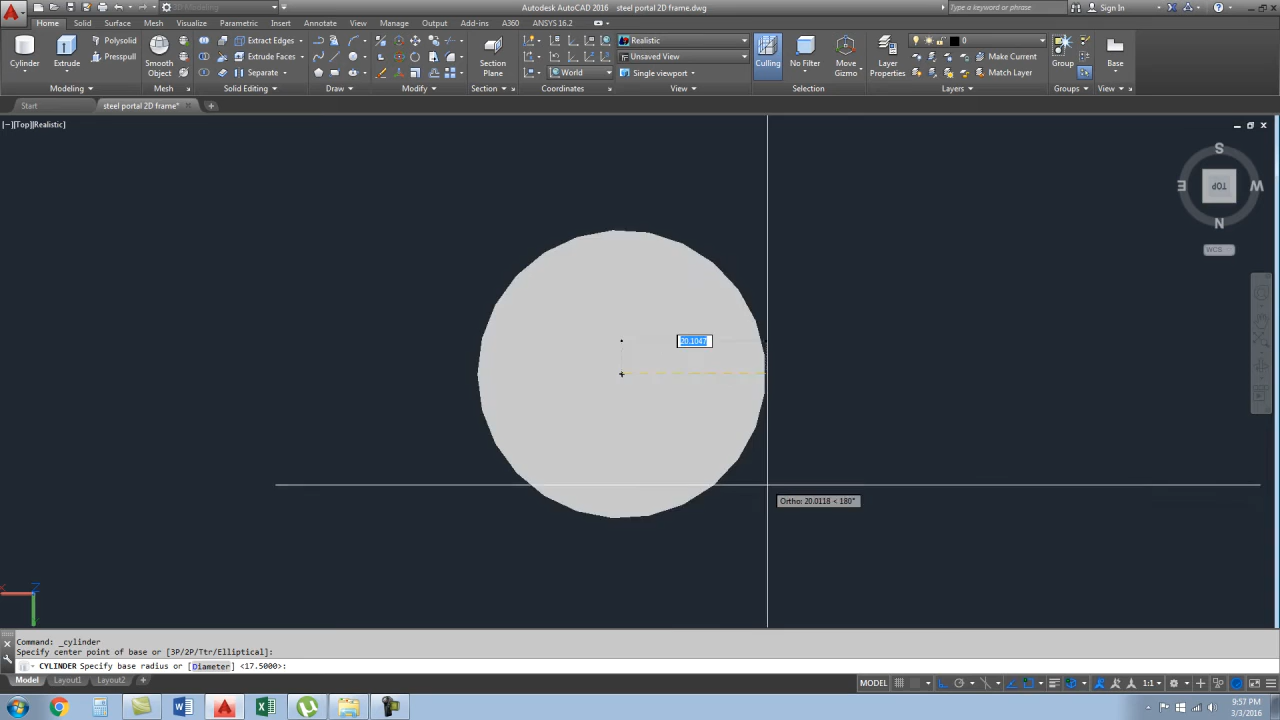 Autodesk AutoCAD 2016 steel portal 2D frame.dwg
Type a keyword or phrase
Sign In
Home Solid Surface Mesh Visualize Parametric Insert Annotate View Manage Output Add-ins A360 ANSYS 16.2
Cylinder
Extrude
Polysolid
Presspull
Smooth Object
Extract Edges
Extrude Faces
Separate
Section Plane
World
Realistic
Unsaved View
Single viewport
Culling
No Filter
Move Gizmo
Layer Properties
0
Make Current
Match Layer
Group
Base
Modeling
Mesh
Solid Editing
Draw
Modify
Section
Coordinates
View
Selection
Layers
Groups
View
Start
steel portal 2D frame*
[−][Top][Realistic]
S
E
TOP
W
N
WCS
20.1047
Ortho: 20.0118 < 180°
X
Z
Command: _cylinder
Specify center point of base or [3P/2P/Ttr/Elliptical]:
CYLINDER Specify base radius or [Diameter] <17.5000>:
Model Layout1 Layout2 +
MODEL
1:1
9:57 PM
3/3/2016